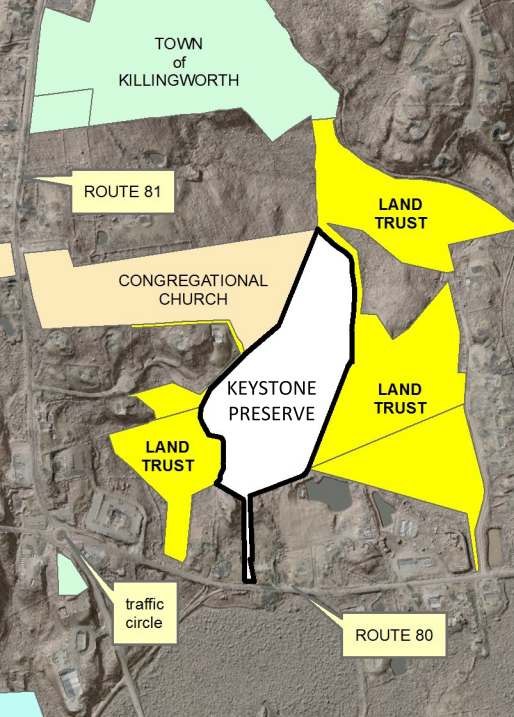 TOWN
of
KILLINGWORTH
ROUTE 81
LAND
TRUST
CONGREGATIONAL
CHURCH
KEYSTONE
PRESERVE
LAND
TRUST
LAND
TRUST
traffic
circle
ROUTE 80